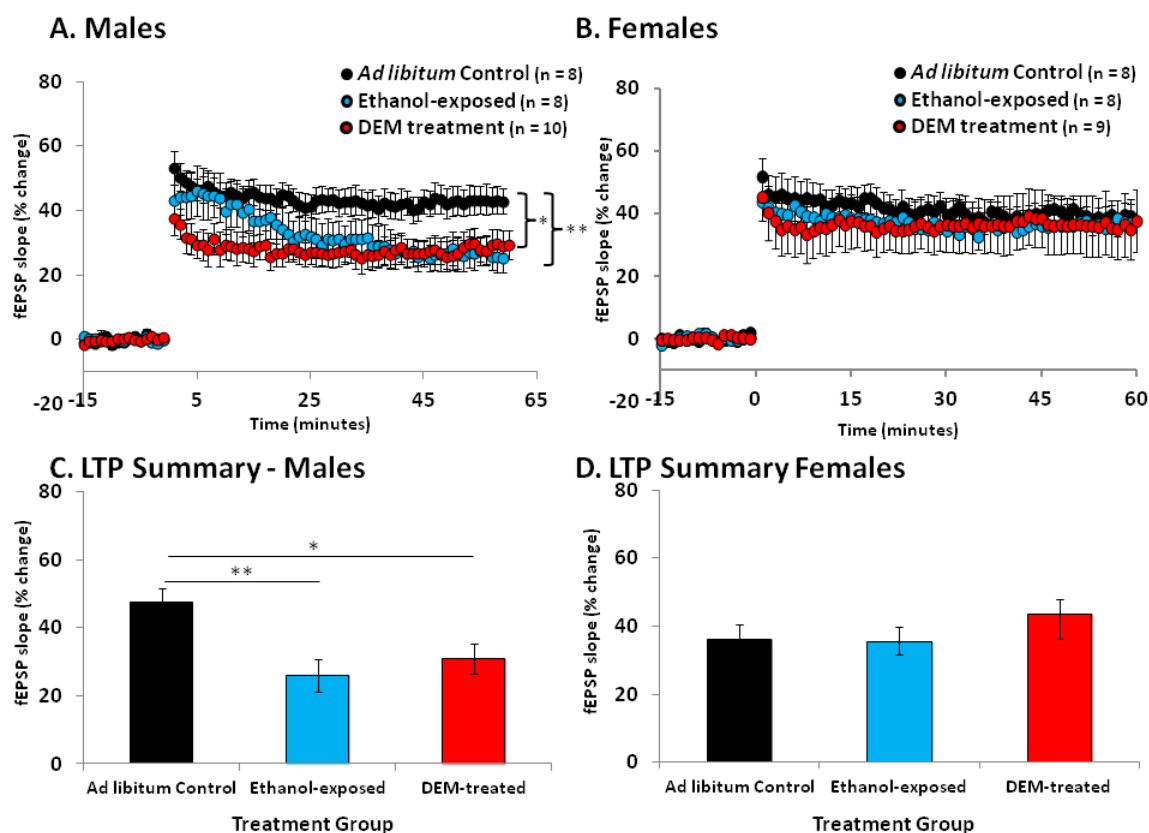 A. Males
Ad libitum Control (n = 8)
Ethanol-exposed (n = 8)
DEM treatment (n = 10)
fEPSP slope (% change)
80
60
40
20
0
-20
-15
5
25
45
65
Time (minutes)
*
**
B. Females
Ad libitum Control (n = 8)
Ethanol-exposed (n = 8)
DEM treatment (n = 9)
fEPSP slope (% change)
80
60
40
20
0
-20
-15
0
15
30
45
60
Time (minutes)
C. LTP Summary - Males
fEPSP slope (% change)
80
60
40
20
0
*
**
Ad libitum Control
Ethanol-exposed
DEM-treated
Treatment Group
D. LTP Summary Females
fEPSP slope (% change)
80
60
40
20
0
Ad libitum Control
Ethanol-exposed
DEM-treated
Treatment Group